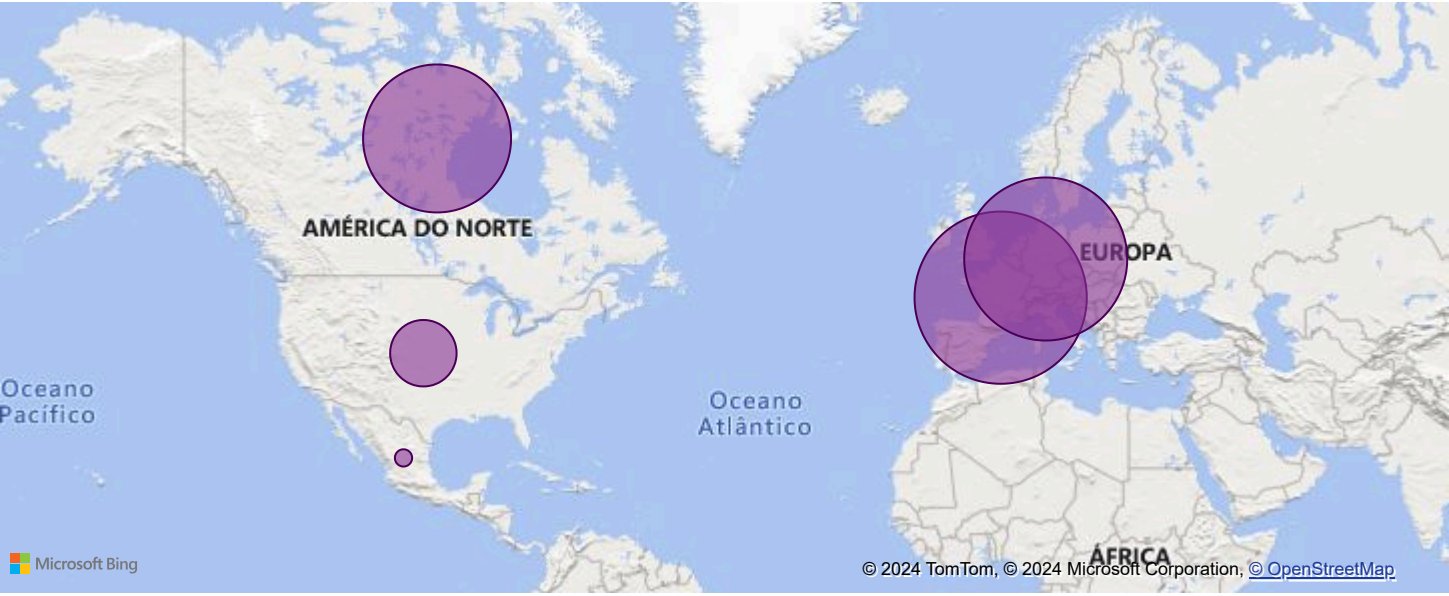 AMÉRICA DO NORTE
EUROPA
Oceano
Pacífico
Oceano
Atlântico
ÁFRICA
Microsoft Bing
© 2024 TomTom, © 2024 Microsoft Corporation, © OpenStreetMap